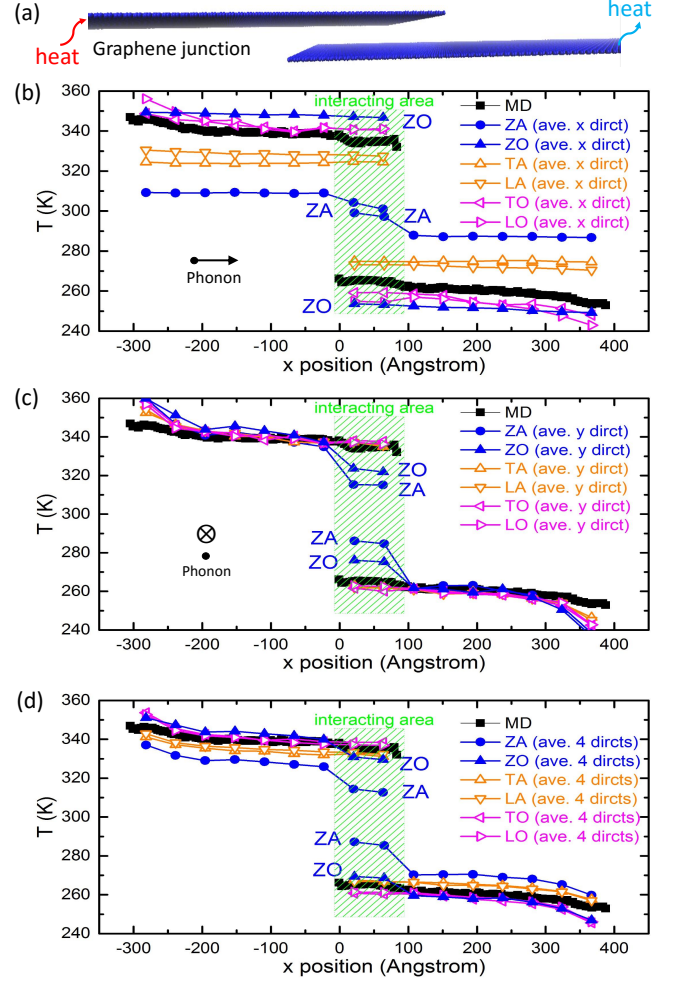 (a)
heat
Graphene junction
heat
(b)
360
340
320
300
280
260
240
T (K)
interacting area
ZO
ZA
ZA
ZO
Phonon
MD
ZA (ave. x dirct)
ZO (ave. x dirct)
TA (ave. x dirct)
LA (ave. x dirct)
TO (ave. x dirct)
LO (ave. x dirct)
-300 -200 -100 0 100 200 300 400
x position (Angstrom)
(c)
360
340
320
300
280
260
240
T (K)
interacting area
ZO
ZA
ZA
ZO
Phonon
MD
ZA (ave. y dirct)
ZO (ave. y dirct)
TA (ave. y dirct)
LA (ave. y dirct)
TO (ave. y dirct)
LO (ave. y dirct)
-300 -200 -100 0 100 200 300 400
x position (Angstrom)
(d)
360
340
320
300
280
260
240
T (K)
interacting area
ZO
ZA
ZA
ZO
MD
ZA (ave. 4 dircts)
ZO (ave. 4 dircts)
TA (ave. 4 dircts)
LA (ave. 4 dircts)
TO (ave. 4 dircts)
LO (ave. 4 dircts)
-300 -200 -100 0 100 200 300 400
x position (Angstrom)